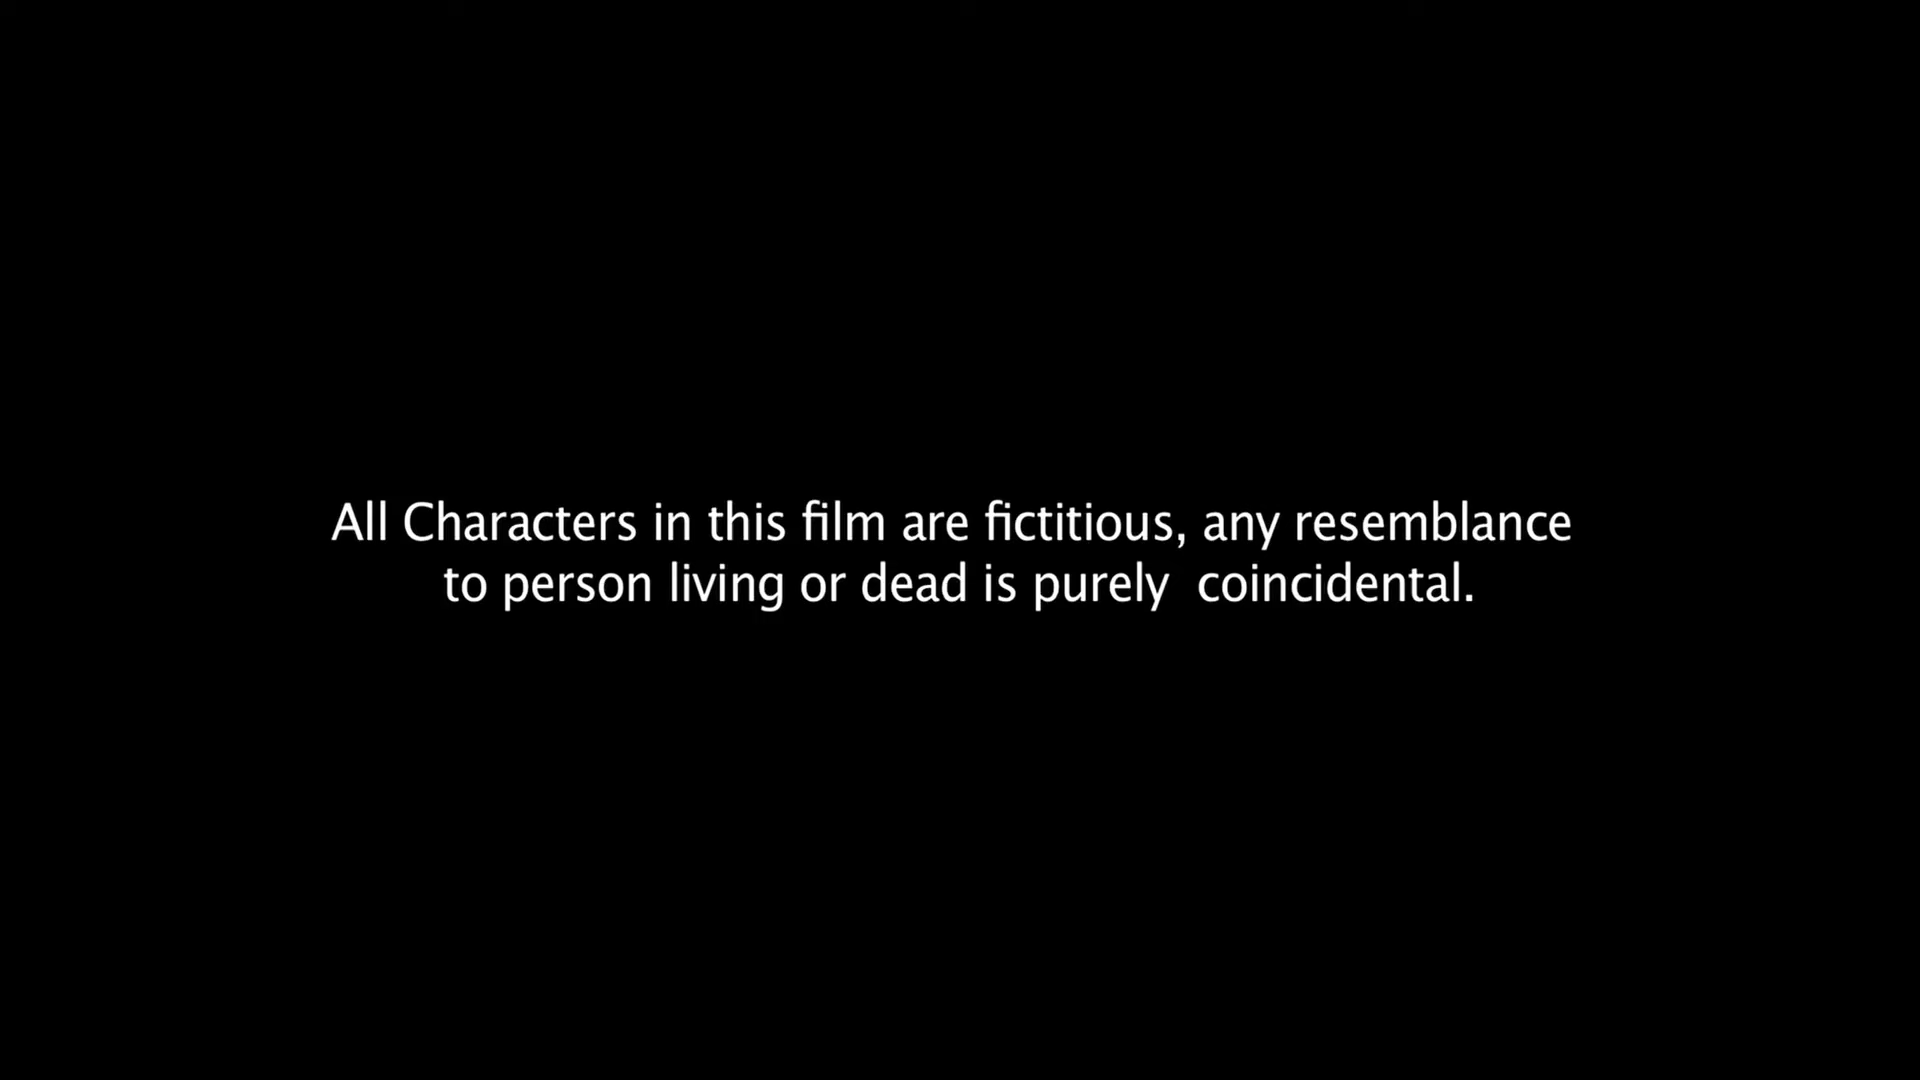 All Characters in this film are fictitious, any resemblance
to person living or dead is purely  coincidental.